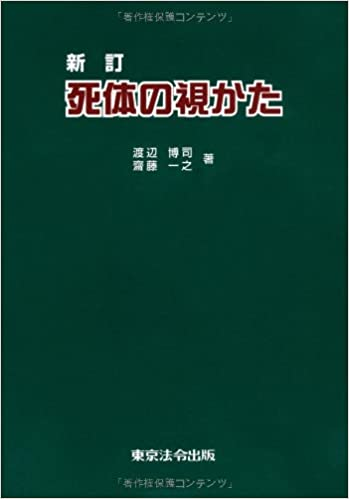 「著作権保護コンテンツ」
新訂
死体の視かた
渡辺 博司
齋藤 一之 著
東京法令出版
「著作権保護コンテンツ」